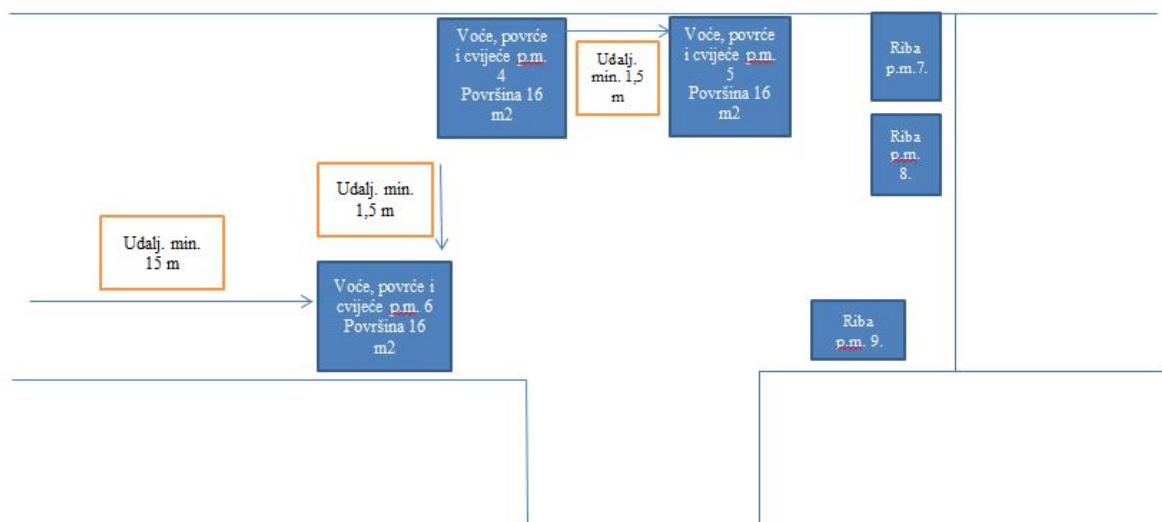 Voće, povrće
i cvijeće p.m.
4
Površina 16
m2
Udalj.
min. 1,5
m
Voće, povrće
i cvijeće p.m.
5
Površina 16
m2
Riba
p.m.7.
Riba
p.m.
8.
Udalj. min.
1,5 m
Udalj. min.
15 m
Voće, povrće i
cvijeće p.m. 6
Površina 16
m2
Riba
p.m. 9.